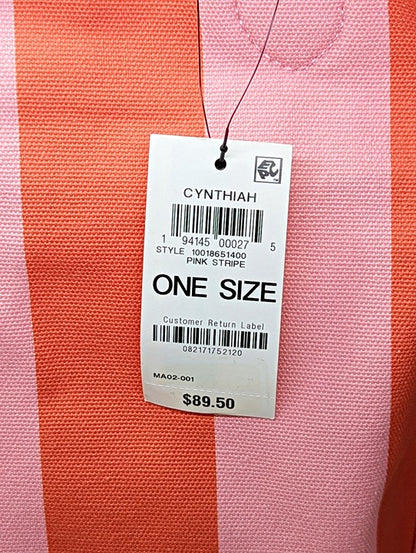 CYNTHIAH
1 94145 00027 5
STYLE 10018651400
PINK STRIPE
ONE SIZE
Customer Return Label
082171752120
MA02-001
$89.50